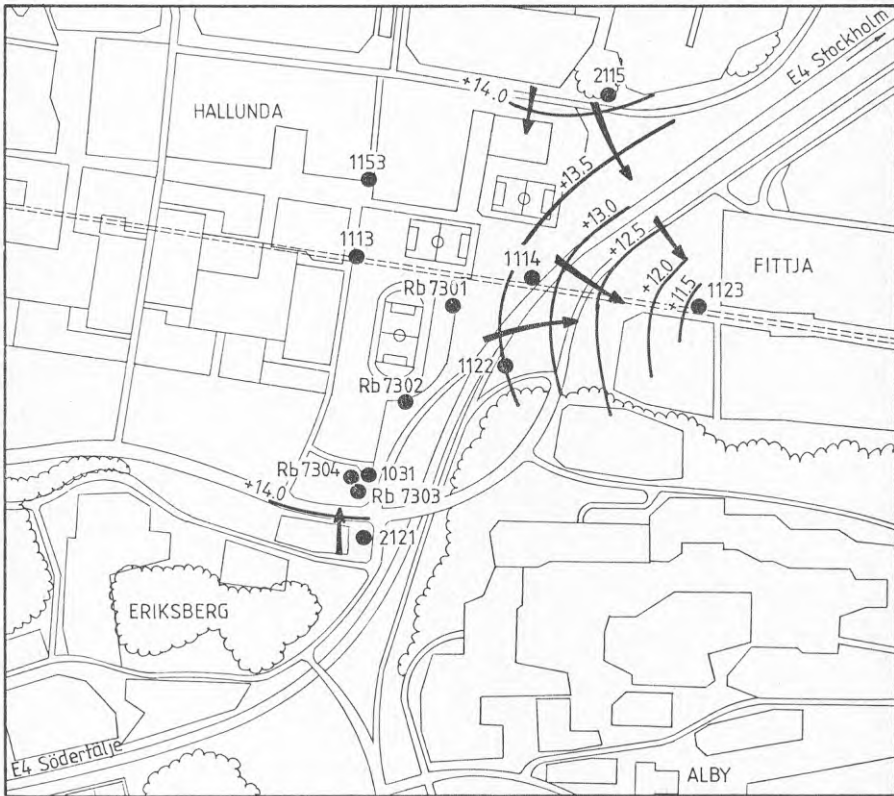 E4 Stockholm
2115
+14.0
HALLUNDA
1153
+13.5
+13.0
+12.5
1113
1114
FITTJA
+12.0
+11.5
1123
Rb 7301
1122
Rb 7302
Rb 7304
1031
+14.0
Rb 7303
2121
ERIKSBERG
E4 Södertälje
ALBY